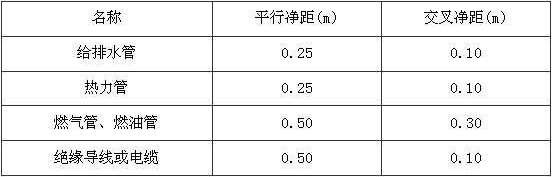 名称 平行净距(m) 交叉净距(m)
给排水管 0.25 0.10
热力管 0.25 0.10
燃气管、燃油管 0.50 0.30
绝缘导线或电缆 0.50 0.10